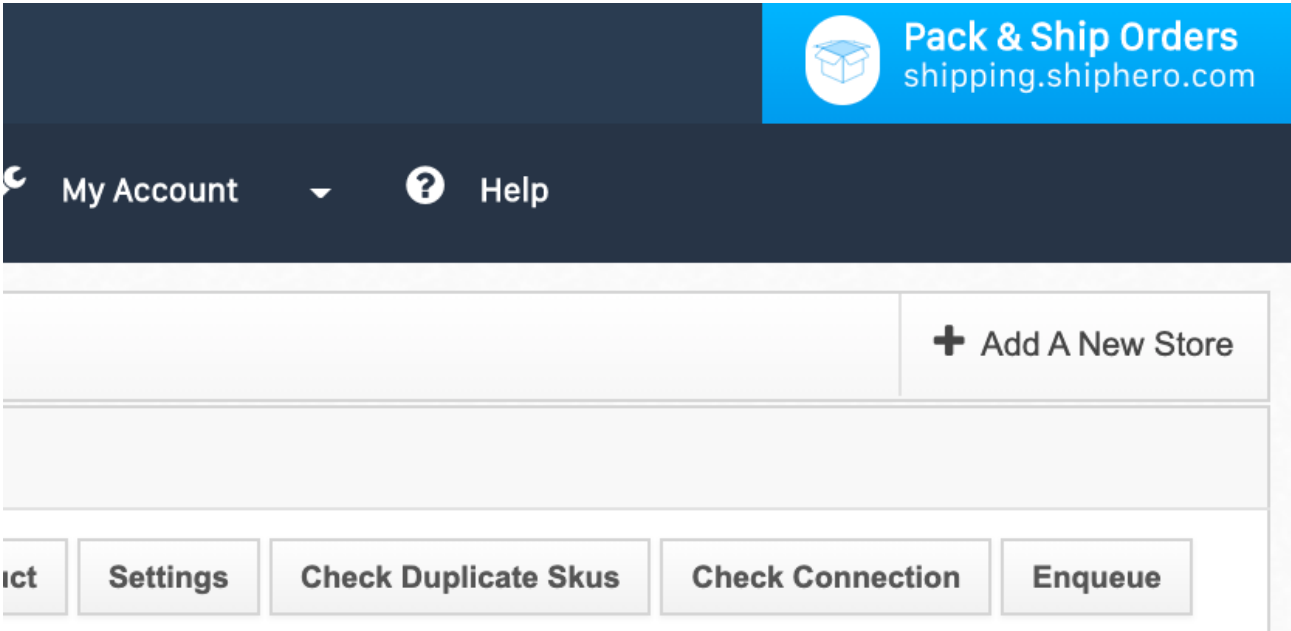 Pack & Ship Orders
shipping.shiphero.com
My Account
Help
Add A New Store
Settings
Check Duplicate Skus
Check Connection
Enqueue